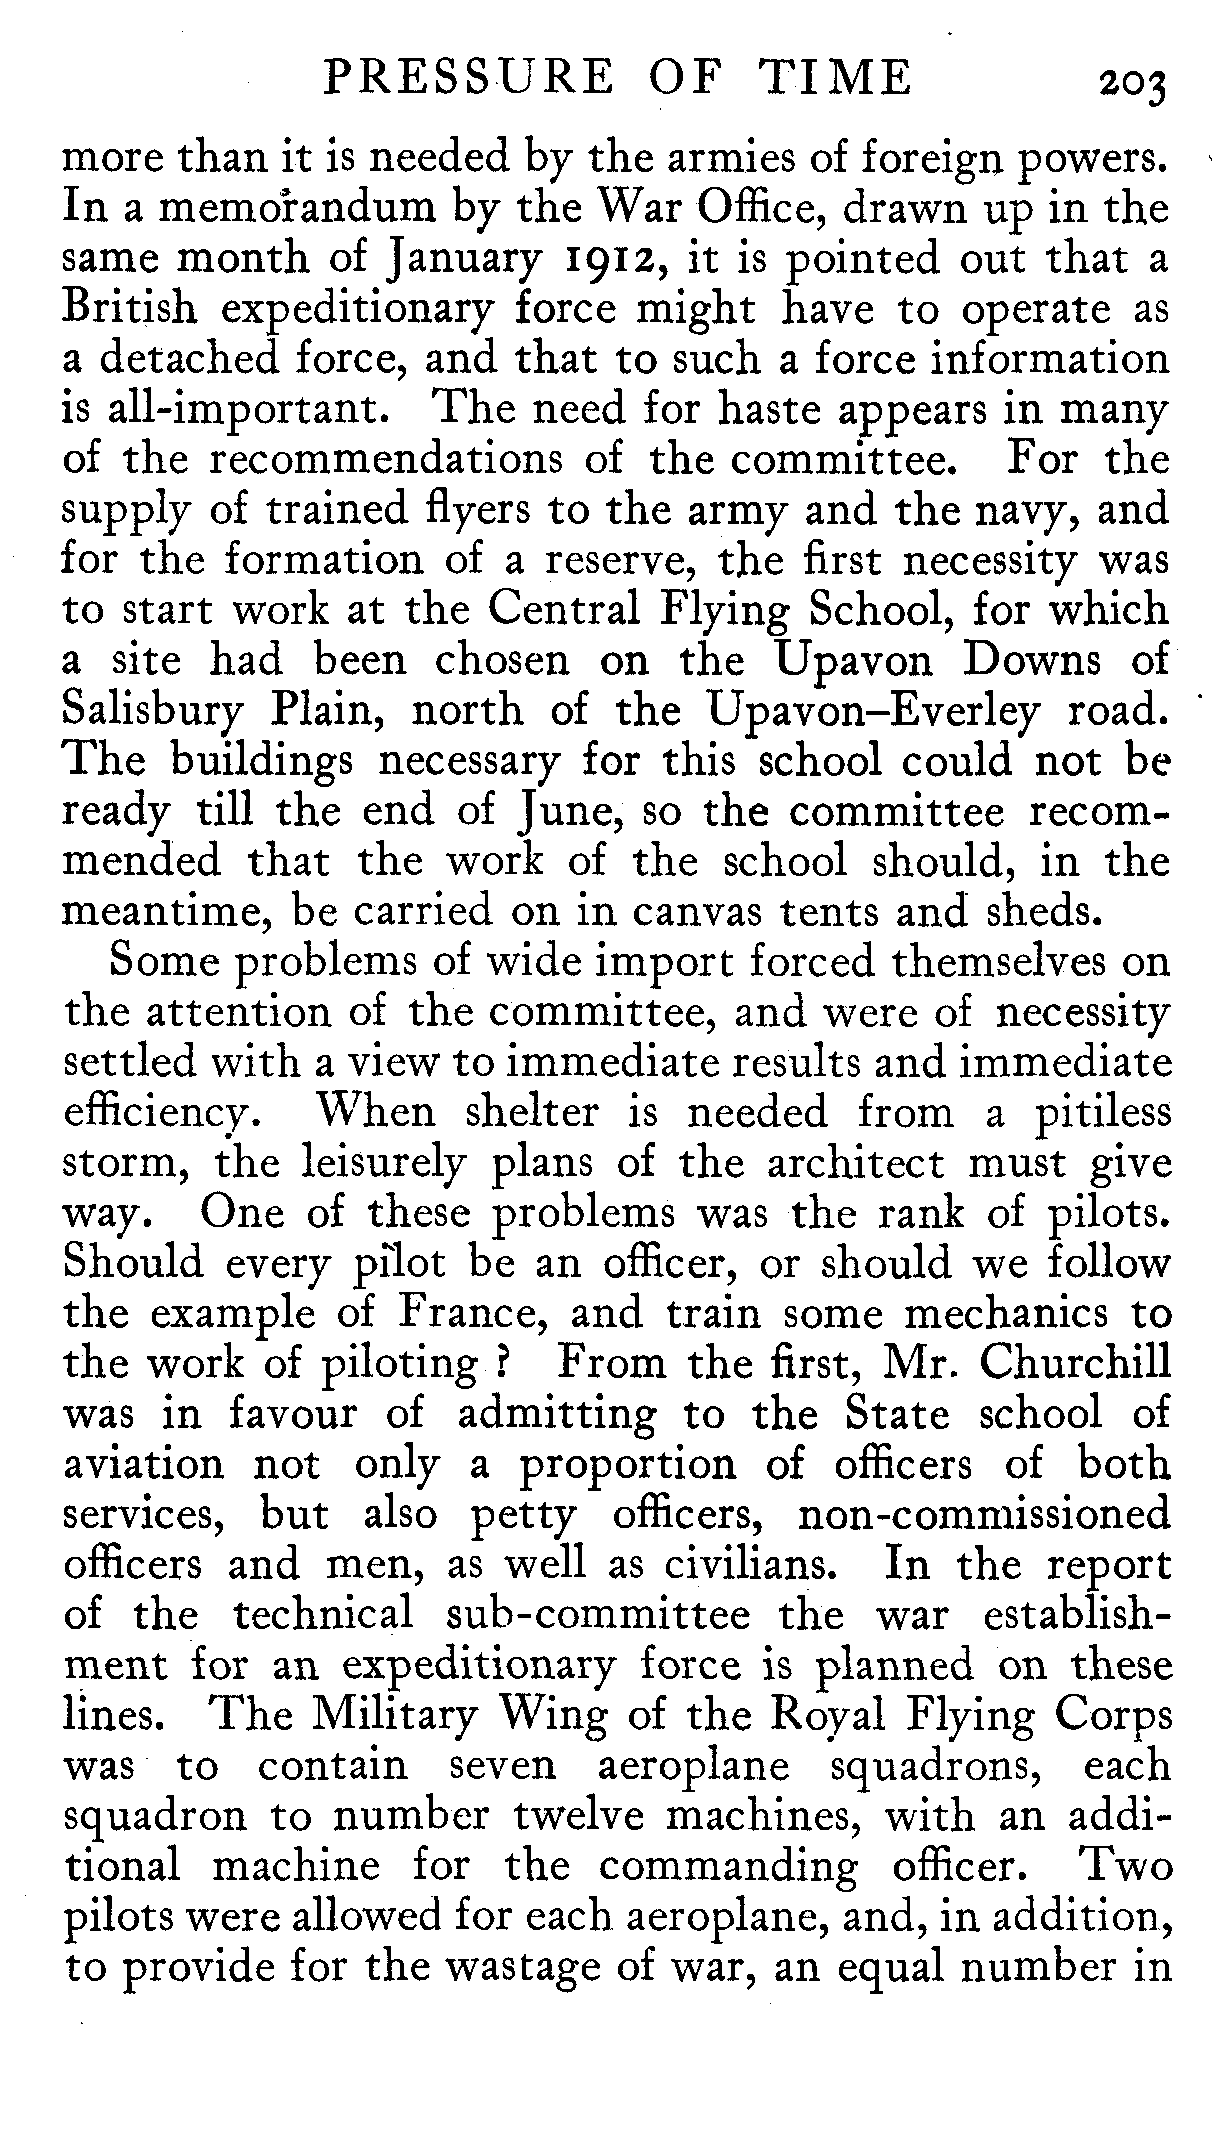 PRESSURE OF TIME 203
more than it is needed by the armies of foreign powers.
In a memorandum by the War Office, drawn up in the
same month of January 1912, it is pointed out that a
British expeditionary force might have to operate as
a detached force, and that to such a force information
is all-important. The need for haste appears in many
of the recommendations of the committee. For the
supply of trained flyers to the army and the navy, and
for the formation of a reserve, the first necessity was
to start work at the Central Flying School, for which
a site had been chosen on the Upavon Downs of
Salisbury Plain, north of the Upavon–Everley road.
The buildings necessary for this school could not be
ready till the end of June, so the committee recom-
mended that the work of the school should, in the
meantime, be carried on in canvas tents and sheds.
Some problems of wide import forced themselves on
the attention of the committee, and were of necessity
settled with a view to immediate results and immediate
efficiency. When shelter is needed from a pitiless
storm, the leisurely plans of the architect must give
way. One of these problems was the rank of pilots.
Should every pilot be an officer, or should we follow
the example of France, and train some mechanics to
the work of piloting ? From the first, Mr. Churchill
was in favour of admitting to the State school of
aviation not only a proportion of officers of both
services, but also petty officers, non-commissioned
officers and men, as well as civilians. In the report
of the technical sub-committee the war establish-
ment for an expeditionary force is planned on these
lines. The Military Wing of the Royal Flying Corps
was to contain seven aeroplane squadrons, each
squadron to number twelve machines, with an addi-
tional machine for the commanding officer. Two
pilots were allowed for each aeroplane, and, in addition,
to provide for the wastage of war, an equal number in